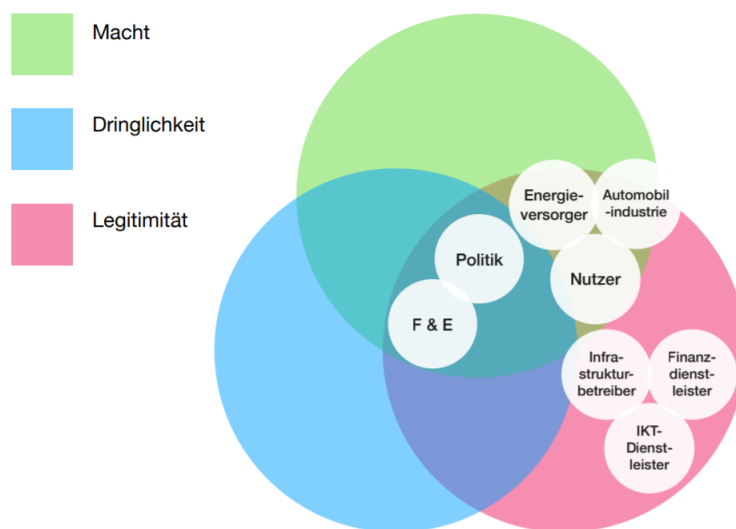 Macht
Dringlichkeit
Legitimität
Energie-
versorger
Automobil
-industrie
Politik
Nutzer
F & E
Infra-
struktur-
betreiber
Finanz-
dienst-
leister
IKT-
Dienst-
leister